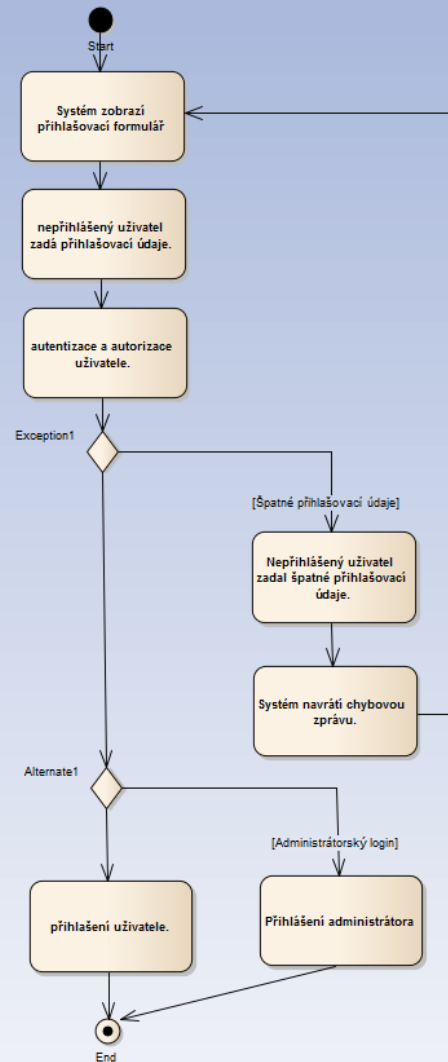 Start
Systém zobrazí
přihlašovací formulář
nepřihlášený uživatel
zadá přihlašovací údaje.
autentizace a autorizace
uživatele.
Exception1
[Špatné přihlašovací údaje]
Nepřihlášený uživatel
zadal špatné přihlašovací
údaje.
Systém navrátí chybovou
zprávu.
Alternate1
[Administrátorský login]
přihlašení uživatele.
Přihlášení administrátora
End